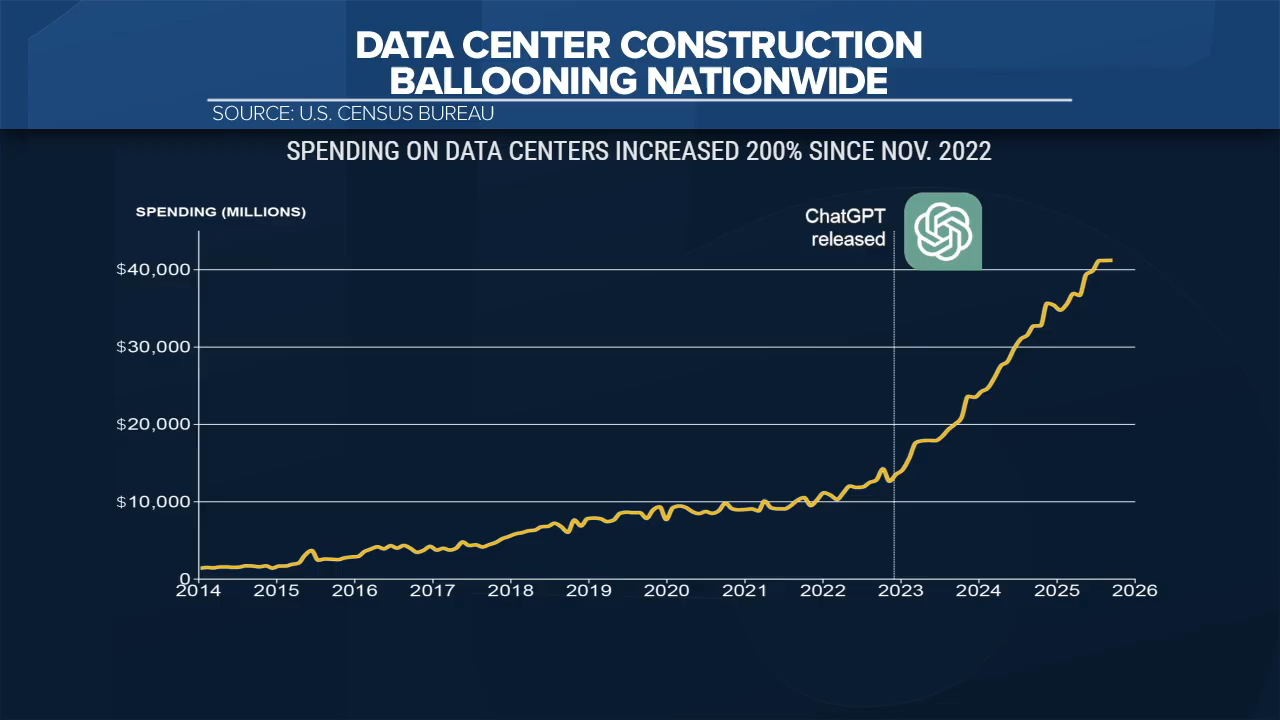 DATA CENTER CONSTRUCTION
BALLOONING NATIONWIDE
SOURCE: U.S. CENSUS BUREAU
SPENDING ON DATA CENTERS INCREASED 200% SINCE NOV. 2022
SPENDING (MILLIONS)
ChatGPT
released
$40,000
$30,000
$20,000
$10,000
0
2014 2015 2016 2017 2018 2019 2020 2021 2022 2023 2024 2025 2026